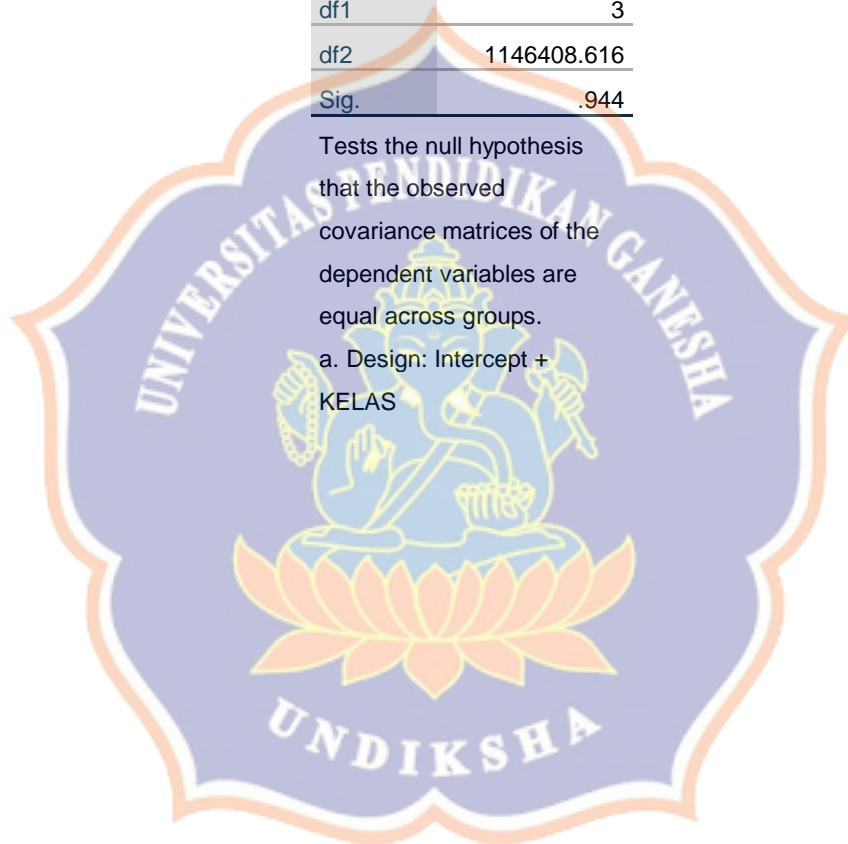 df1 3
df2 1146408.616
Sig. .944
Tests the null hypothesis
that the observed
covariance matrices of the
dependent variables are
equal across groups.
a. Design: Intercept +
KELAS
UNIVERSITAS PENDIDIKAN GANESHA
UNDIKSHA